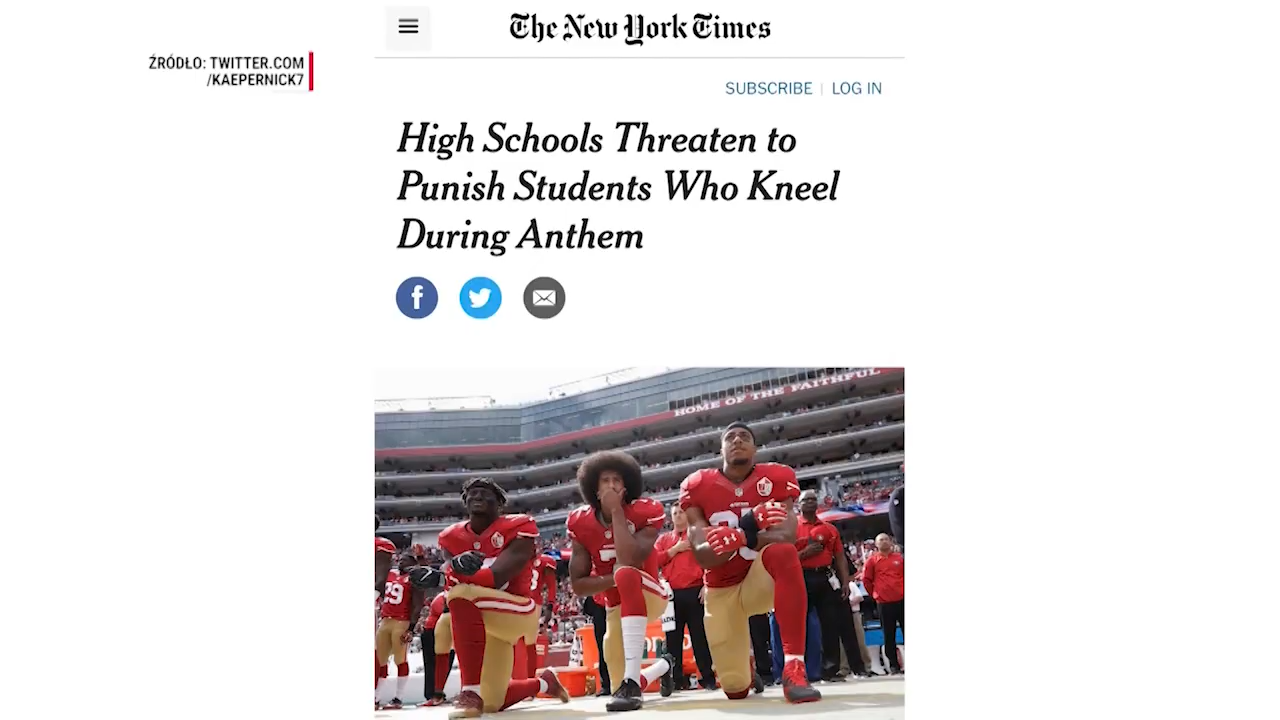 The New York Times
ŹRÓDŁO: TWITTER.COM
/KAEPERNICK7
SUBSCRIBE | LOG IN
High Schools Threaten to
Punish Students Who Kneel
During Anthem
HOME OF THE FAITHFUL
29